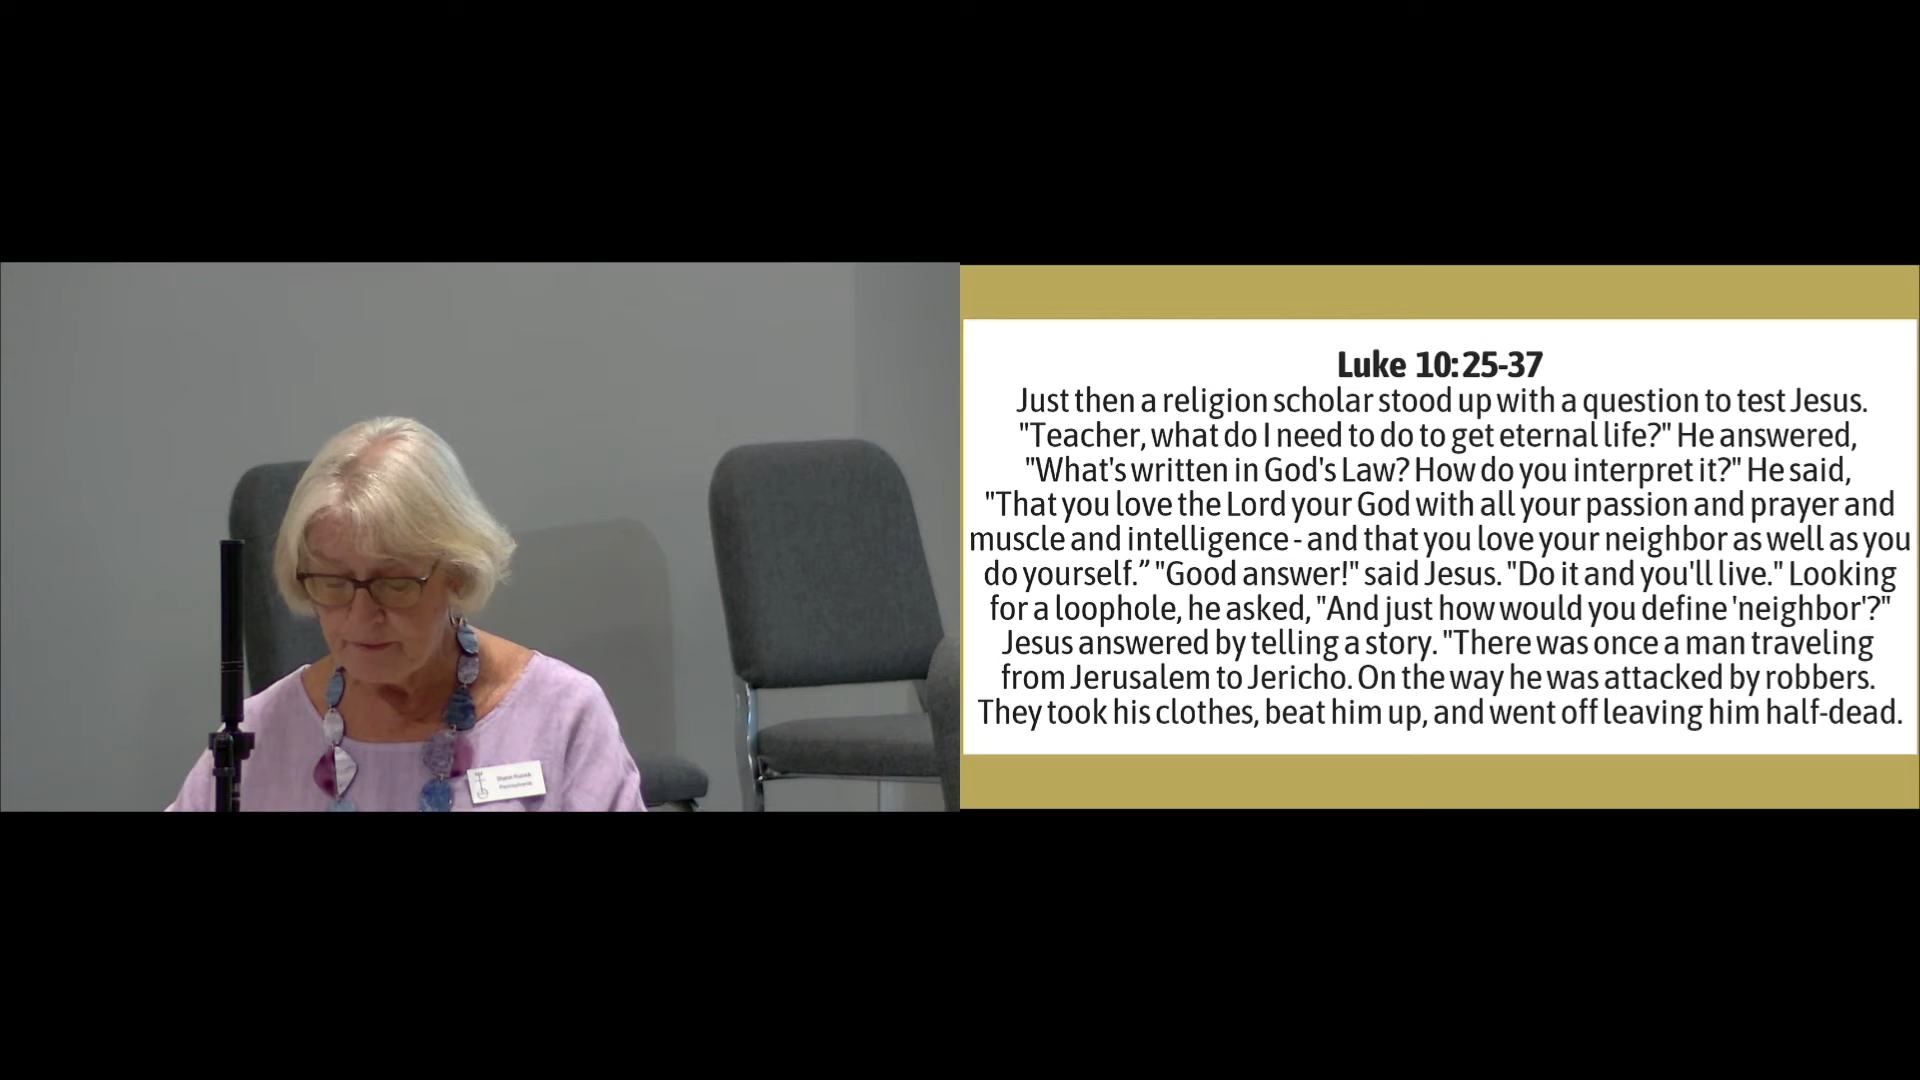 Luke 10:25-37
Just then a religion scholar stood up with a question to test Jesus.
"Teacher, what do I need to do to get eternal life?" He answered,
"What's written in God's Law? How do you interpret it?" He said,
"That you love the Lord your God with all your passion and prayer and
muscle and intelligence - and that you love your neighbor as well as you
do yourself.” "Good answer!" said Jesus. "Do it and you'll live." Looking
for a loophole, he asked, "And just how would you define 'neighbor'?"
Jesus answered by telling a story. "There was once a man traveling
from Jerusalem to Jericho. On the way he was attacked by robbers.
They took his clothes, beat him up, and went off leaving him half-dead.
Pennsylvania